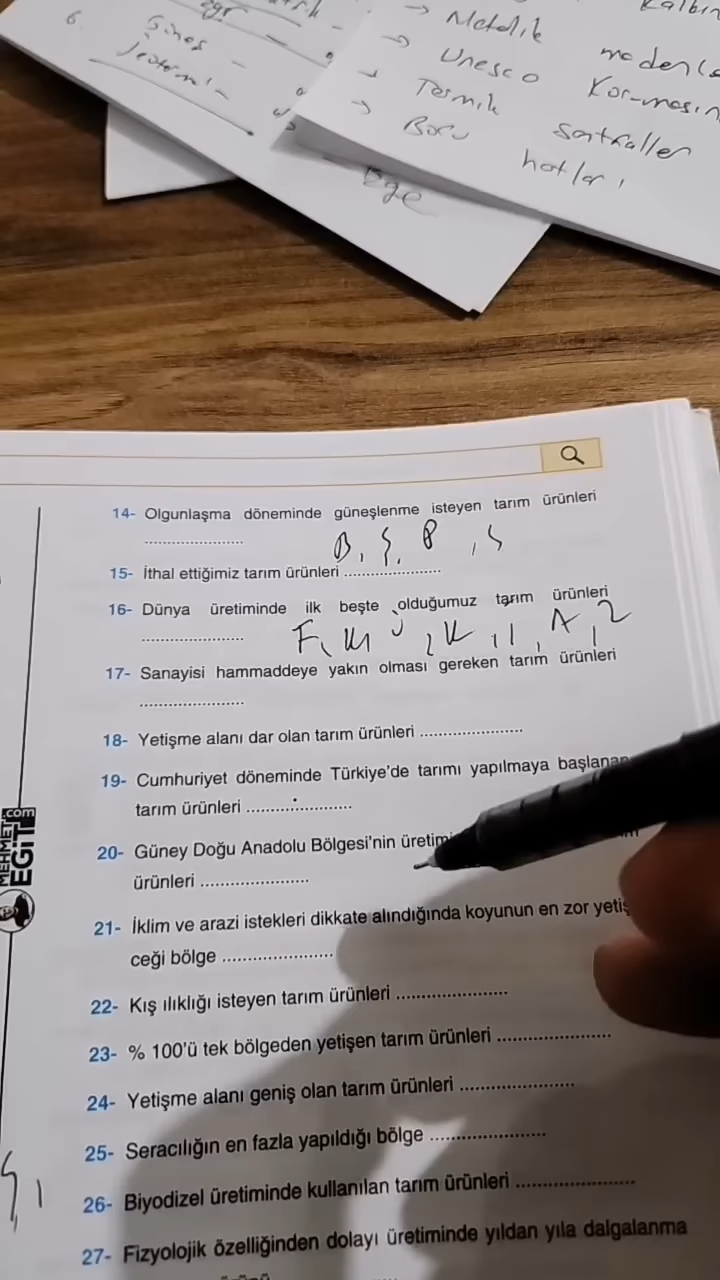 6.
Güneş
Jeotermik
→ Metalik madenle
→ Unesco Korumasın
→ Termik santraller
→ Boru hatları
Ege
14- Olgunlaşma döneminde güneşlenme isteyen tarım ürünleri
.....................
B, Ş, P, S
15- İthal ettiğimiz tarım ürünleri .....................
16- Dünya üretiminde ilk beşte olduğumuz tarım ürünleri
.....................
17- Sanayisi hammaddeye yakın olması gereken tarım ürünleri
.....................
18- Yetişme alanı dar olan tarım ürünleri .....................
19- Cumhuriyet döneminde Türkiye'de tarımı yapılmaya başlanan
tarım ürünleri .....................
20- Güney Doğu Anadolu Bölgesi'nin
ürünleri .....................
21- İklim ve arazi istekleri dikkate alındığında koyunun en zor yetiş
ceği bölge .....................
22- Kış ılıklığı isteyen tarım ürünleri .....................
23- % 100'ü tek bölgeden yetişen tarım ürünleri .....................
24- Yetişme alanı geniş olan tarım ürünleri .....................
25- Seracılığın en fazla yapıldığı bölge .....................
26- Biyodizel üretiminde kullanılan tarım ürünleri .....................
27- Fizyolojik özelliğinden dolayı üretiminde yıldan yıla dalgalanma
MEHMET
EĞİT
.com